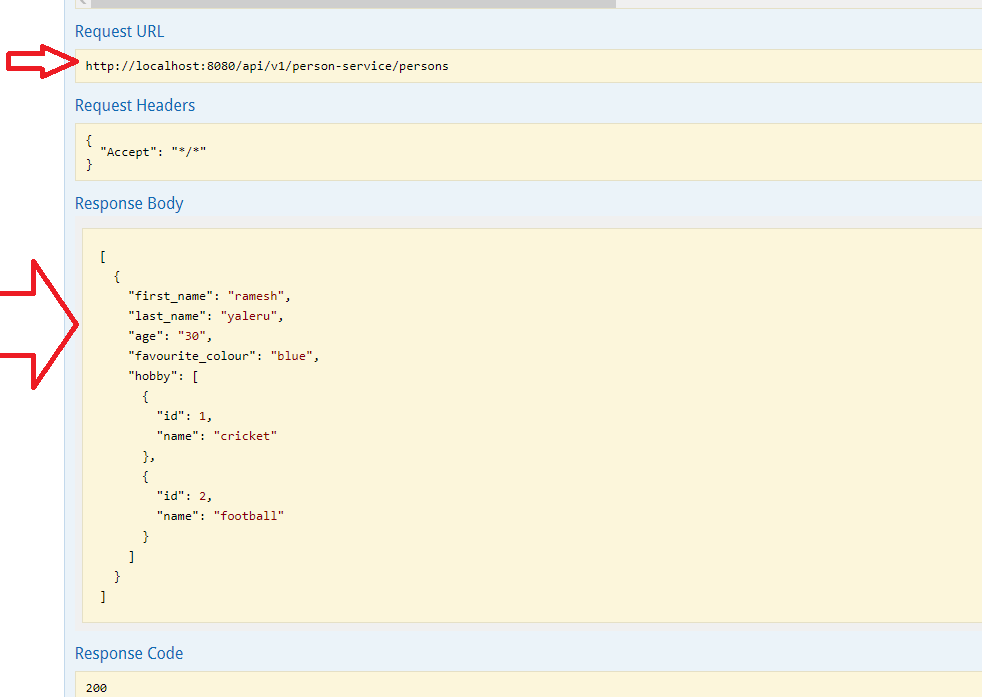 Request URL
http://localhost:8080/api/v1/person-service/persons
Request Headers
{
"Accept": "*/*"
}
Response Body
[
{
"first_name": "ramesh",
"last_name": "yaleru",
"age": "30",
"favourite_colour": "blue",
"hobby": [
{
"id": 1,
"name": "cricket"
},
{
"id": 2,
"name": "football"
}
]
}
]
Response Code
200